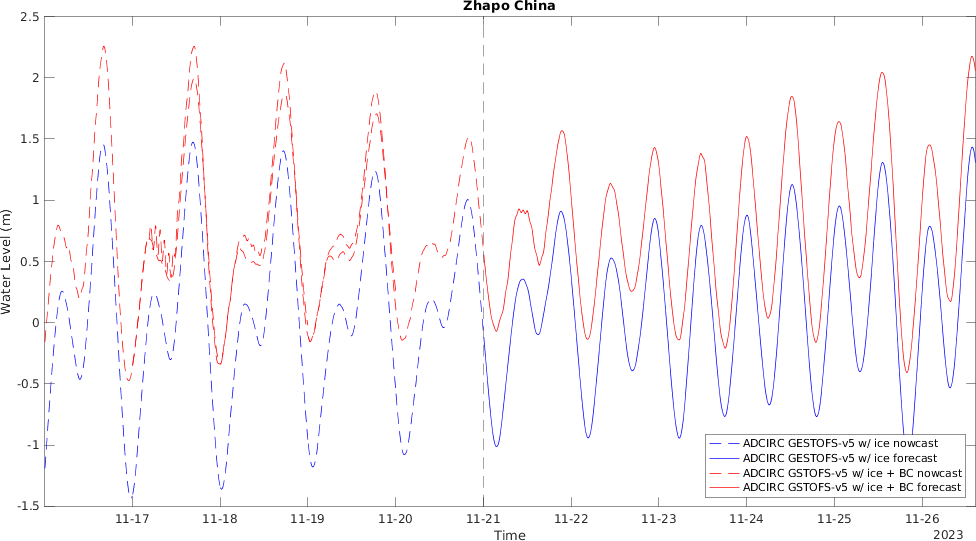 Zhapo China
2.5
2
1.5
1
0.5
0
-0.5
-1
-1.5
Water Level (m)
11-17
11-18
11-19
11-20
11-21
11-22
11-23
11-24
11-25
11-26
Time
2023
ADCIRC GESTOFS-v5 w/ ice nowcast
ADCIRC GESTOFS-v5 w/ ice forecast
ADCIRC GSTOFS-v5 w/ ice + BC nowcast
ADCIRC GSTOFS-v5 w/ ice + BC forecast